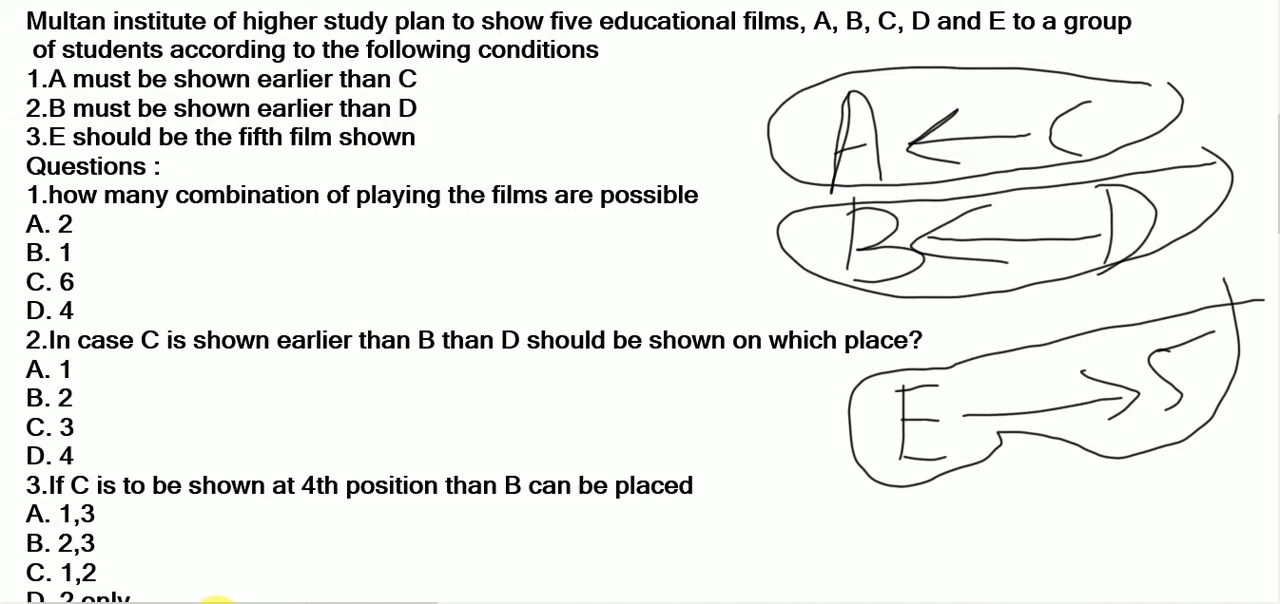 Multan institute of higher study plan to show five educational films, A, B, C, D and E to a group
of students according to the following conditions
1.A must be shown earlier than C
2.B must be shown earlier than D
3.E should be the fifth film shown
Questions :
1.how many combination of playing the films are possible
A. 2
B. 1
C. 6
D. 4
2.In case C is shown earlier than B than D should be shown on which place?
A. 1
B. 2
C. 3
D. 4
3.If C is to be shown at 4th position than B can be placed
A. 1,3
B. 2,3
C. 1,2
D. 2 only
A ← C
B ← D
E → 5